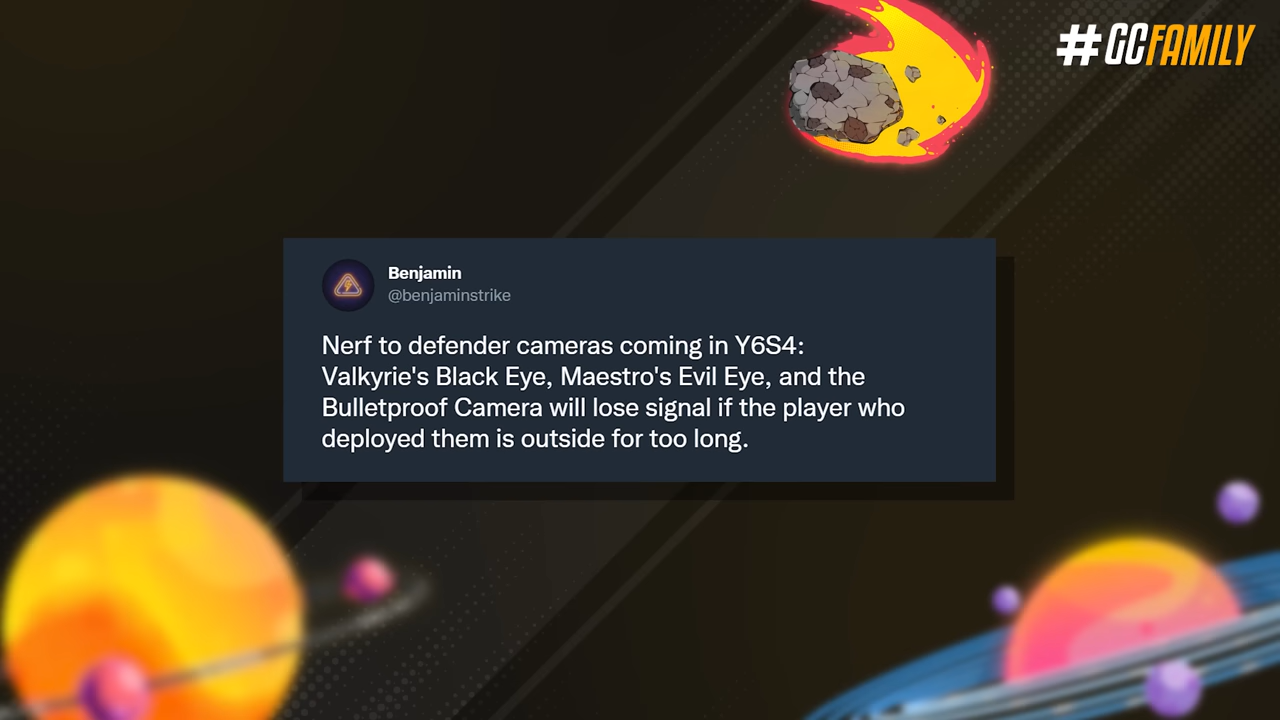 #GCFAMILY
Benjamin
@benjaminstrike
Nerf to defender cameras coming in Y6S4:
Valkyrie's Black Eye, Maestro's Evil Eye, and the
Bulletproof Camera will lose signal if the player who
deployed them is outside for too long.